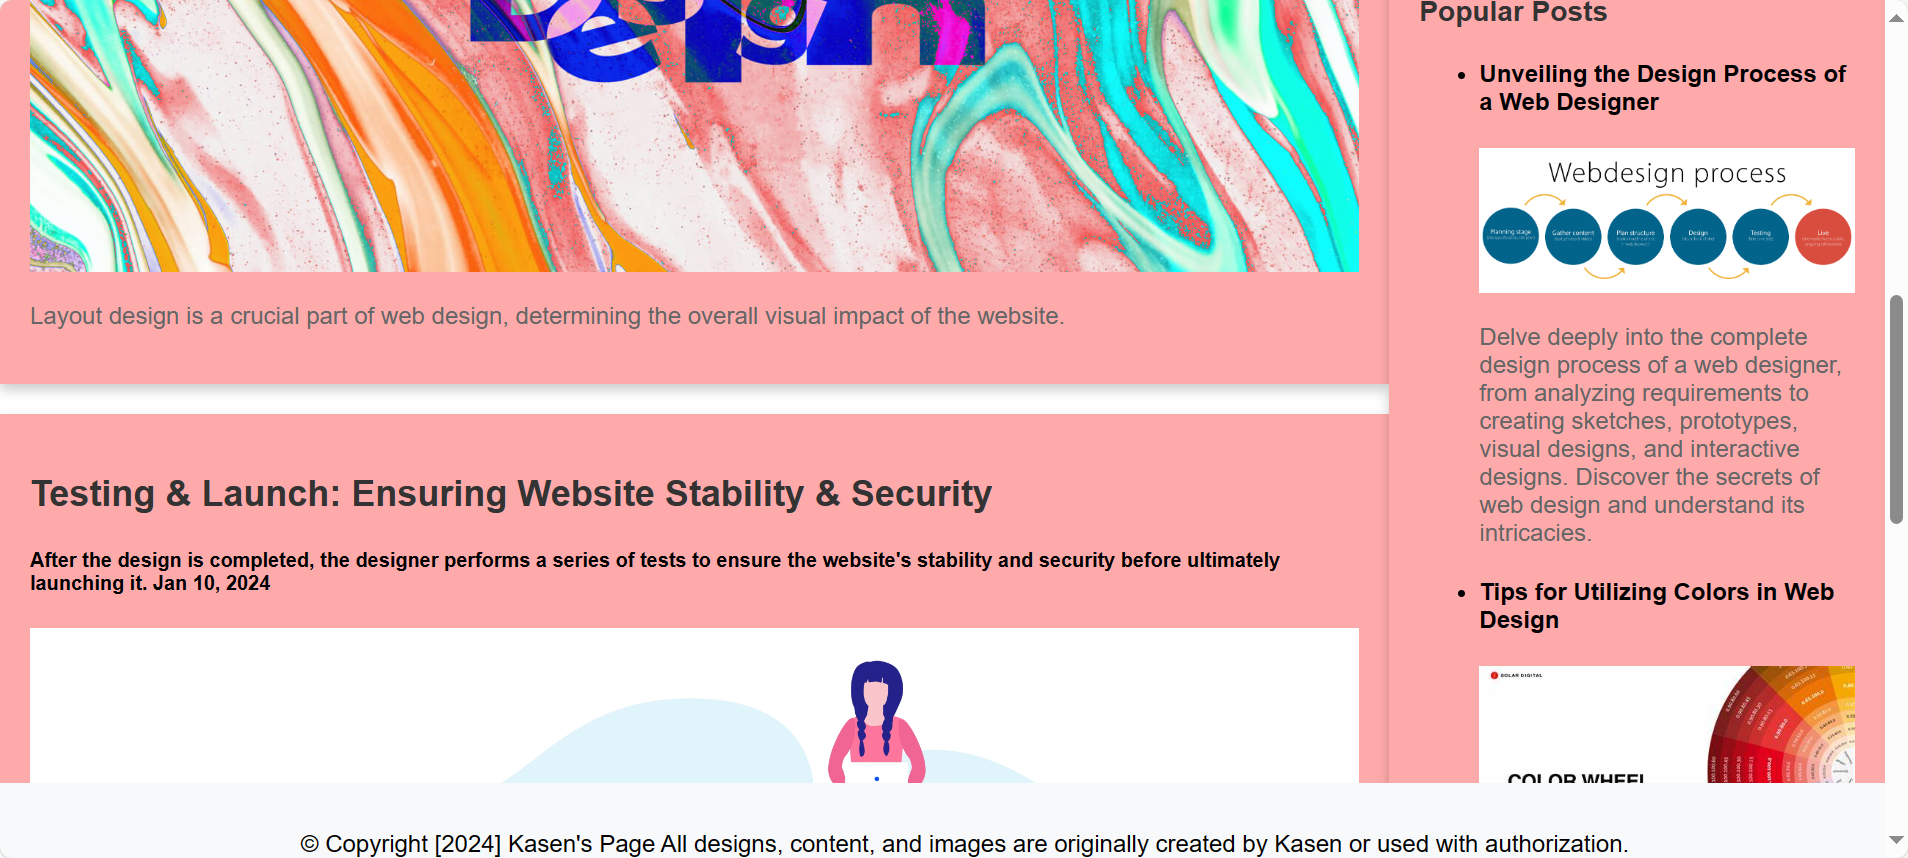 Design
Layout design is a crucial part of web design, determining the overall visual impact of the website.
Testing & Launch: Ensuring Website Stability & Security
After the design is completed, the designer performs a series of tests to ensure the website's stability and security before ultimately
launching it. Jan 10, 2024
Popular Posts
Unveiling the Design Process of
a Web Designer
Webdesign process
Planning stage
Gather content
Plan structure
Design
Testing
Live
Delve deeply into the complete
design process of a web designer,
from analyzing requirements to
creating sketches, prototypes,
visual designs, and interactive
designs. Discover the secrets of
web design and understand its
intricacies.
Tips for Utilizing Colors in Web
Design
SOLAR DIGITAL
COLOR WHEEL
© Copyright [2024] Kasen's Page All designs, content, and images are originally created by Kasen or used with authorization.